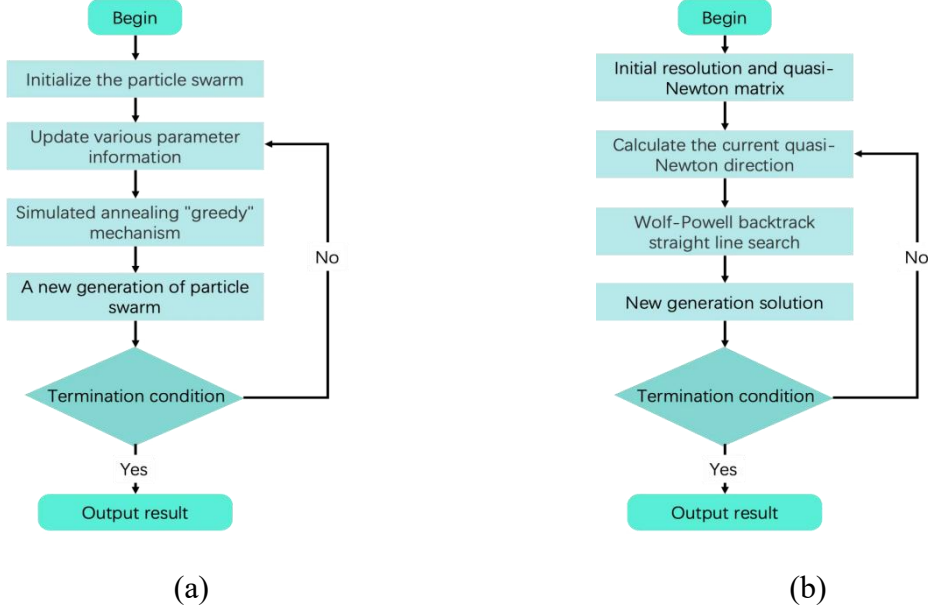 Begin
Initialize the particle swarm
Update various parameter
information
Simulated annealing "greedy"
mechanism
No
A new generation of particle
swarm
Termination condition
Yes
Output result
(a)
Begin
Initial resolution and quasi-
Newton matrix
Calculate the current quasi-
Newton direction
Wolf-Powell backtrack
straight line search
No
New generation solution
Termination condition
Yes
Output result
(b)